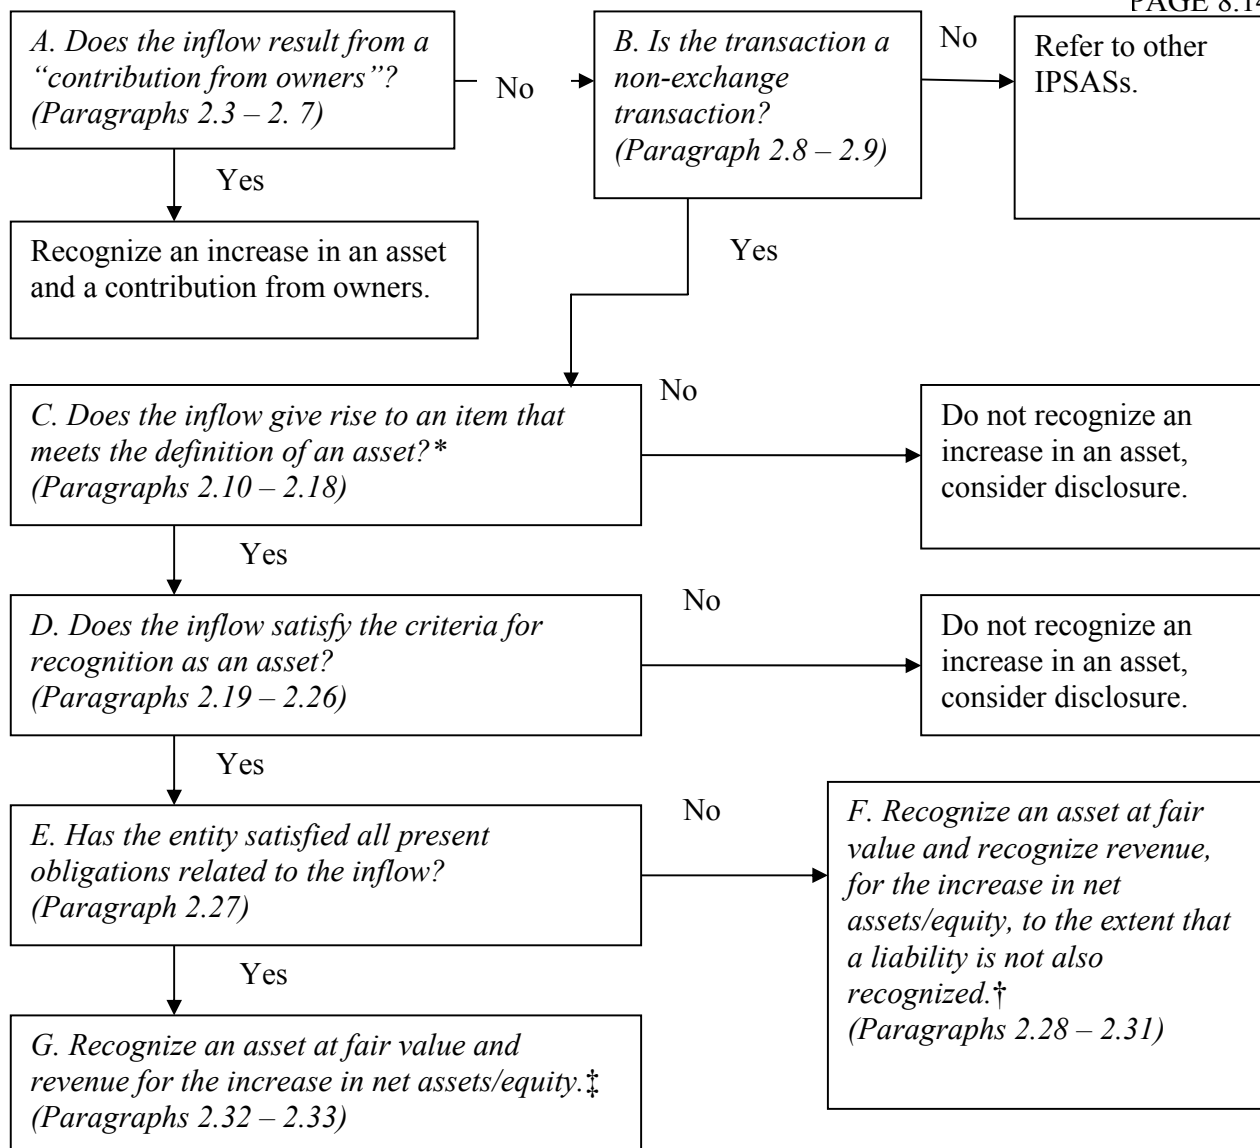 PAGE 8.14
A. Does the inflow result from a
“contribution from owners”?
(Paragraphs 2.3 – 2. 7)
No
B. Is the transaction a
non-exchange
transaction?
(Paragraph 2.8 – 2.9)
No
Refer to other
IPSASs.
Yes
Recognize an increase in an asset
and a contribution from owners.
Yes
C. Does the inflow give rise to an item that
meets the definition of an asset?*
(Paragraphs 2.10 – 2.18)
No
Do not recognize an
increase in an asset,
consider disclosure.
Yes
D. Does the inflow satisfy the criteria for
recognition as an asset?
(Paragraphs 2.19 – 2.26)
No
Do not recognize an
increase in an asset,
consider disclosure.
Yes
E. Has the entity satisfied all present
obligations related to the inflow?
(Paragraph 2.27)
No
F. Recognize an asset at fair
value and recognize revenue,
for the increase in net
assets/equity, to the extent that
a liability is not also
recognized.†
(Paragraphs 2.28 – 2.31)
Yes
G. Recognize an asset at fair value and
revenue for the increase in net assets/equity.‡
(Paragraphs 2.32 – 2.33)